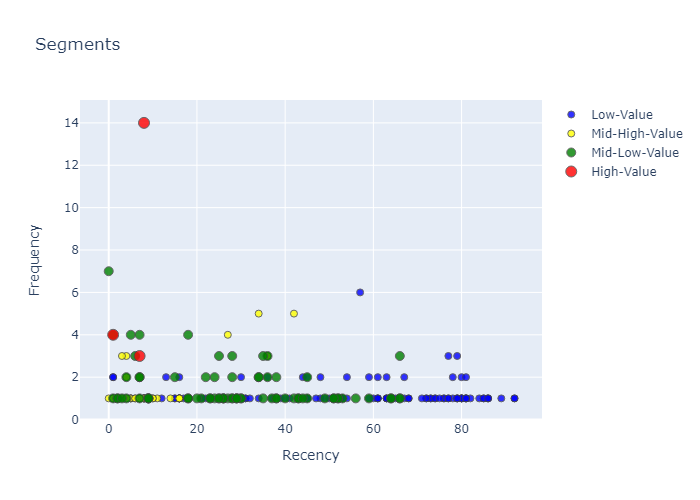 Segments
Low-Value
Mid-High-Value
Mid-Low-Value
High-Value
14
12
10
8
6
4
2
0
Frequency
0 20 40 60 80
Recency